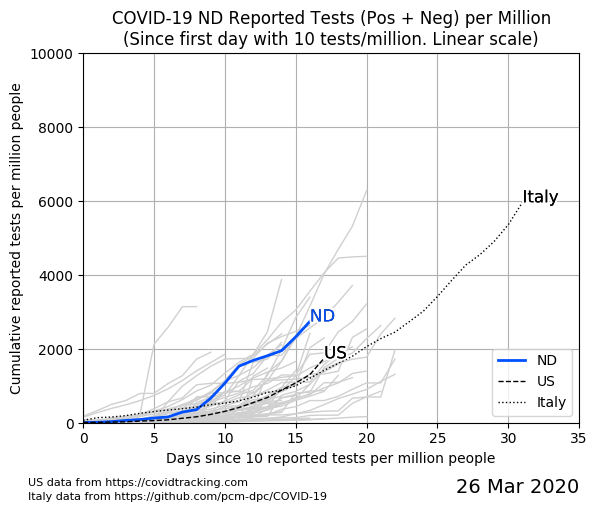 COVID-19 ND Reported Tests (Pos + Neg) per Million
(Since first day with 10 tests/million. Linear scale)
Cumulative reported tests per million people
10000
8000
6000
4000
2000
0
Italy
ND
US
ND
US
Italy
0 5 10 15 20 25 30 35
Days since 10 reported tests per million people
US data from https://covidtracking.com
Italy data from https://github.com/pcm-dpc/COVID-19
26 Mar 2020